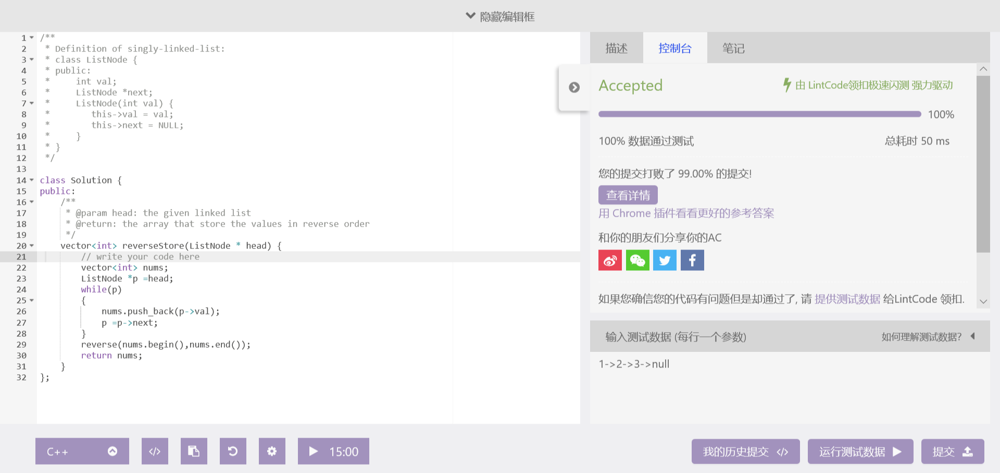 隐藏编辑框
1 /**
2  * Definition of singly-linked-list:
3  * class ListNode {
4  * public:
5  *     int val;
6  *     ListNode *next;
7  *     ListNode(int val) {
8  *        this->val = val;
9  *        this->next = NULL;
10  *     }
11  * }
12  */
13
14 class Solution {
15 public:
16     /**
17      * @param head: the given linked list
18      * @return: the array that store the values in reverse order
19      */
20     vector<int> reverseStore(ListNode * head) {
21         // write your code here
22         vector<int> nums;
23         ListNode *p =head;
24         while(p)
25         {
26             nums.push_back(p->val);
27             p =p->next;
28         }
29         reverse(nums.begin(),nums.end());
30         return nums;
31     }
32 };
描述 控制台 笔记
Accepted 由 LintCode领扣极速闪测 强力驱动
100%
100% 数据通过测试 总耗时 50 ms
您的提交打败了 99.00% 的提交!
查看详情
用 Chrome 插件看看更好的参考答案
和你的朋友们分享你的AC
如果您确信您的代码有问题但是却通过了, 请 提供测试数据 给LintCode 领扣.
输入测试数据 (每行一个参数) 如何理解测试数据?
1->2->3->null
C++ </> 15:00 我的历史提交 </> 运行测试数据 提交